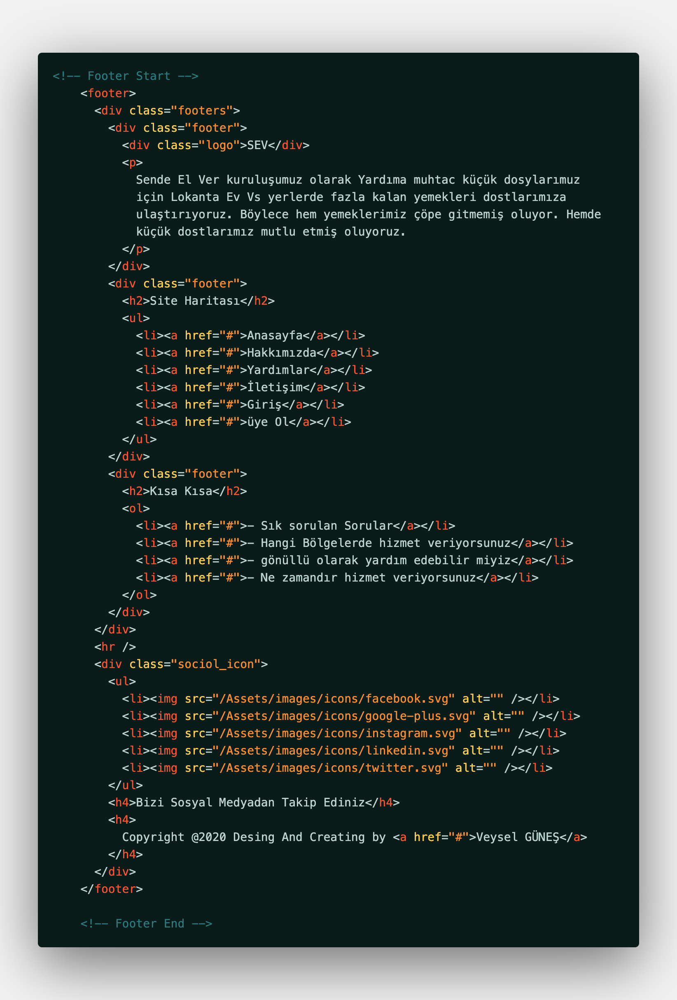 <!-- Footer Start -->
<footer>
<div class="footers">
<div class="footer">
<div class="logo">SEV</div>
<p>
Sende El Ver kuruluşumuz olarak Yardıma muhtac küçük dosylarımuz
için Lokanta Ev Vs yerlerde fazla kalan yemekleri dostlarımıza
ulaştırıyoruz. Böylece hem yemeklerimiz çöpe gitmemiş oluyor. Hemde
küçük dostlarımız mutlu etmiş oluyoruz.
</p>
</div>
<div class="footer">
<h2>Site Haritası</h2>
<ul>
<li><a href="#">Anasayfa</a></li>
<li><a href="#">Hakkımızda</a></li>
<li><a href="#">Yardımlar</a></li>
<li><a href="#">İletişim</a></li>
<li><a href="#">Giriş</a></li>
<li><a href="#">üye Ol</a></li>
</ul>
</div>
<div class="footer">
<h2>Kısa Kısa</h2>
<ol>
<li><a href="#">- Sık sorulan Sorular</a></li>
<li><a href="#">- Hangi Bölgelerde hizmet veriyorsunuz</a></li>
<li><a href="#">- gönüllü olarak yardım edebilir miyiz</a></li>
<li><a href="#">- Ne zamandır hizmet veriyorsunuz</a></li>
</ol>
</div>
</div>
<hr />
<div class="sociol_icon">
<ul>
<li><img src="/Assets/images/icons/facebook.svg" alt="" /></li>
<li><img src="/Assets/images/icons/google-plus.svg" alt="" /></li>
<li><img src="/Assets/images/icons/instagram.svg" alt="" /></li>
<li><img src="/Assets/images/icons/linkedin.svg" alt="" /></li>
<li><img src="/Assets/images/icons/twitter.svg" alt="" /></li>
</ul>
<h4>Bizi Sosyal Medyadan Takip Ediniz</h4>
<h4>
Copyright @2020 Desing And Creating by <a href="#">Veysel GÜNEŞ</a>
</h4>
</div>
</footer>
<!-- Footer End -->